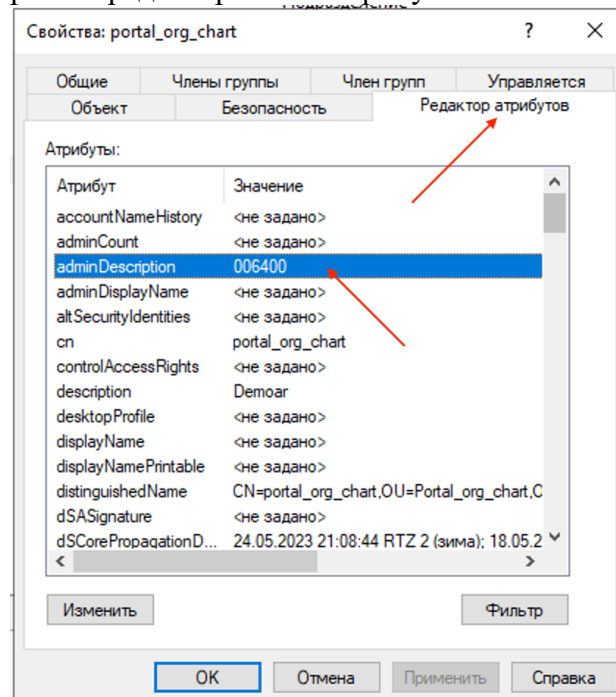 Подразделение
Свойства: portal_org_chart ? ×
Общие Члены группы Член групп Управляется
Объект Безопасность Редактор атрибутов
Атрибуты:
Атрибут Значение
accountNameHistory <не задано>
adminCount <не задано>
adminDescription 006400
adminDisplayName <не задано>
altSecurityIdentities <не задано>
cn portal_org_chart
controlAccessRights <не задано>
description Demoar
desktopProfile <не задано>
displayName <не задано>
displayNamePrintable <не задано>
distinguishedName CN=portal_org_chart,OU=Portal_org_chart,O
dSASignature <не задано>
dSCorePropagationD... 24.05.2023 21:08:44 RTZ 2 (зима); 18.05.2
Изменить Фильтр
OK Отмена Применить Справка